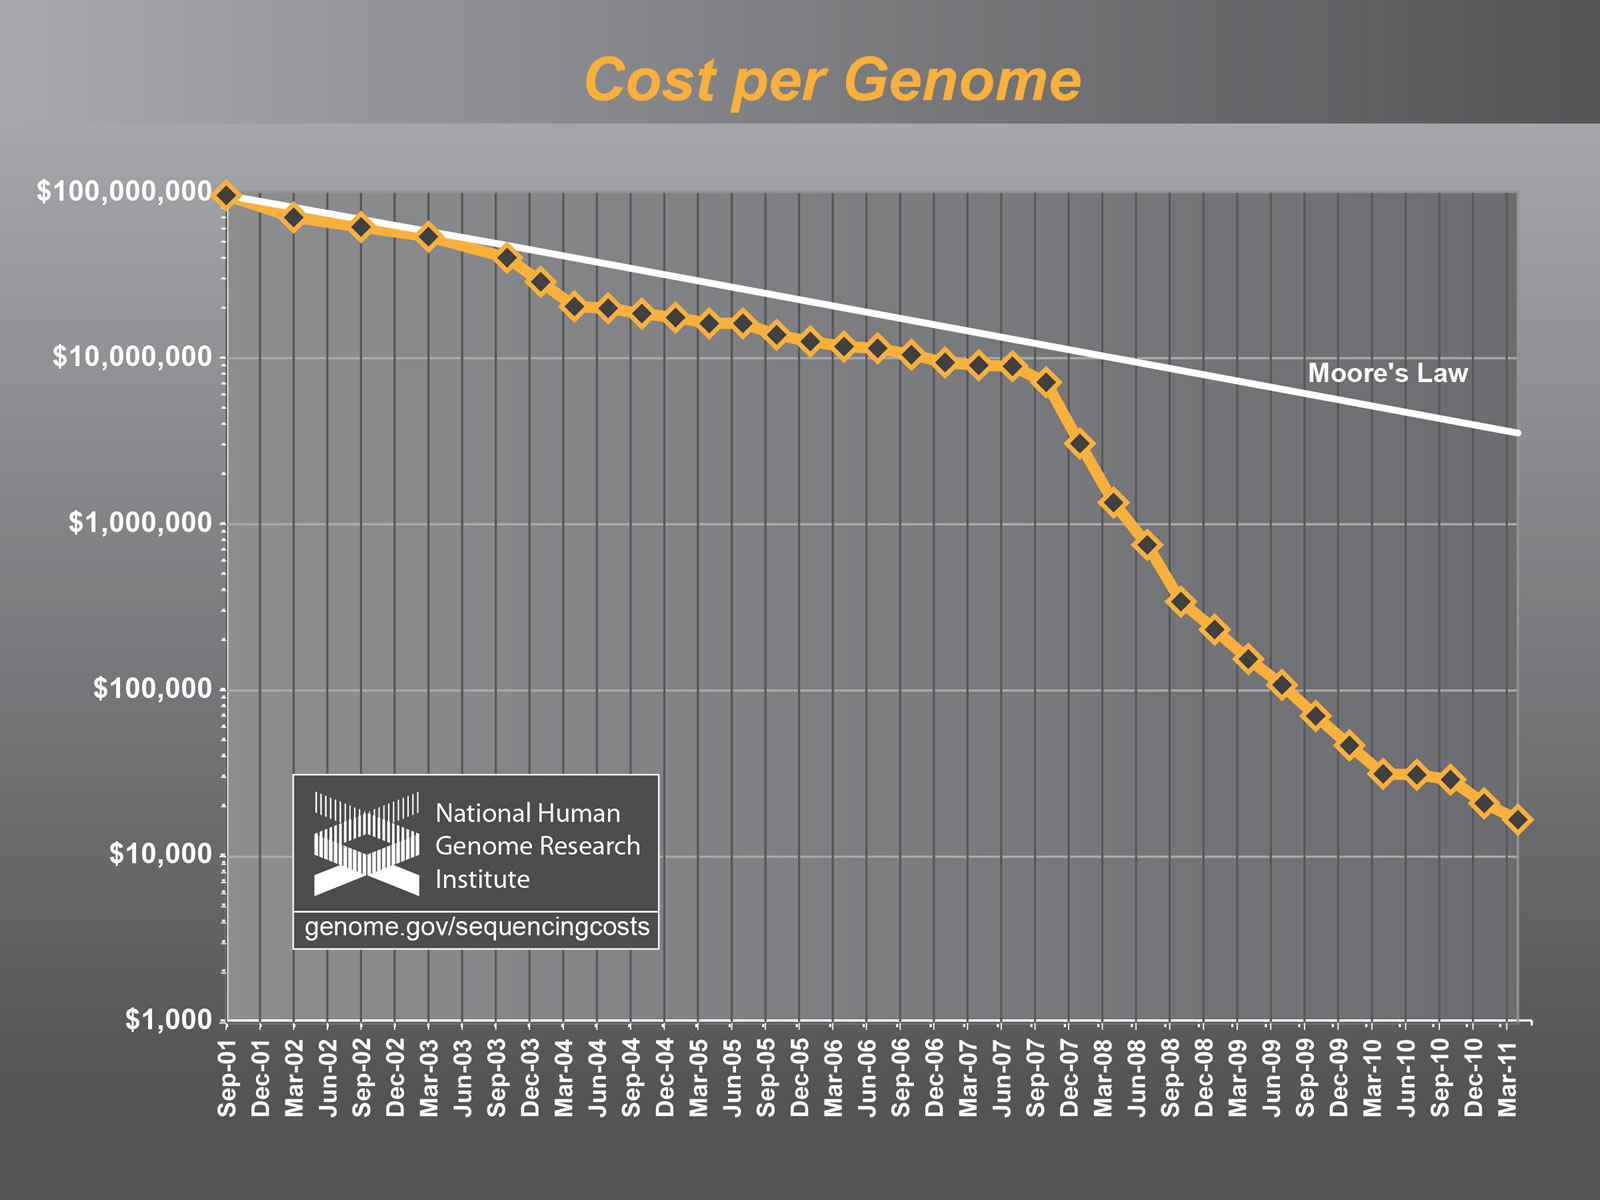 Cost per Genome
$100,000,000
$10,000,000
$1,000,000
$100,000
$10,000
$1,000
Moore's Law
National Human
Genome Research
Institute
genome.gov/sequencingcosts
Sep-01
Dec-01
Mar-02
Jun-02
Sep-02
Dec-02
Mar-03
Jun-03
Sep-03
Dec-03
Mar-04
Jun-04
Sep-04
Dec-04
Mar-05
Jun-05
Sep-05
Dec-05
Mar-06
Jun-06
Sep-06
Dec-06
Mar-07
Jun-07
Sep-07
Dec-07
Mar-08
Jun-08
Sep-08
Dec-08
Mar-09
Jun-09
Sep-09
Dec-09
Mar-10
Jun-10
Sep-10
Dec-10
Mar-11